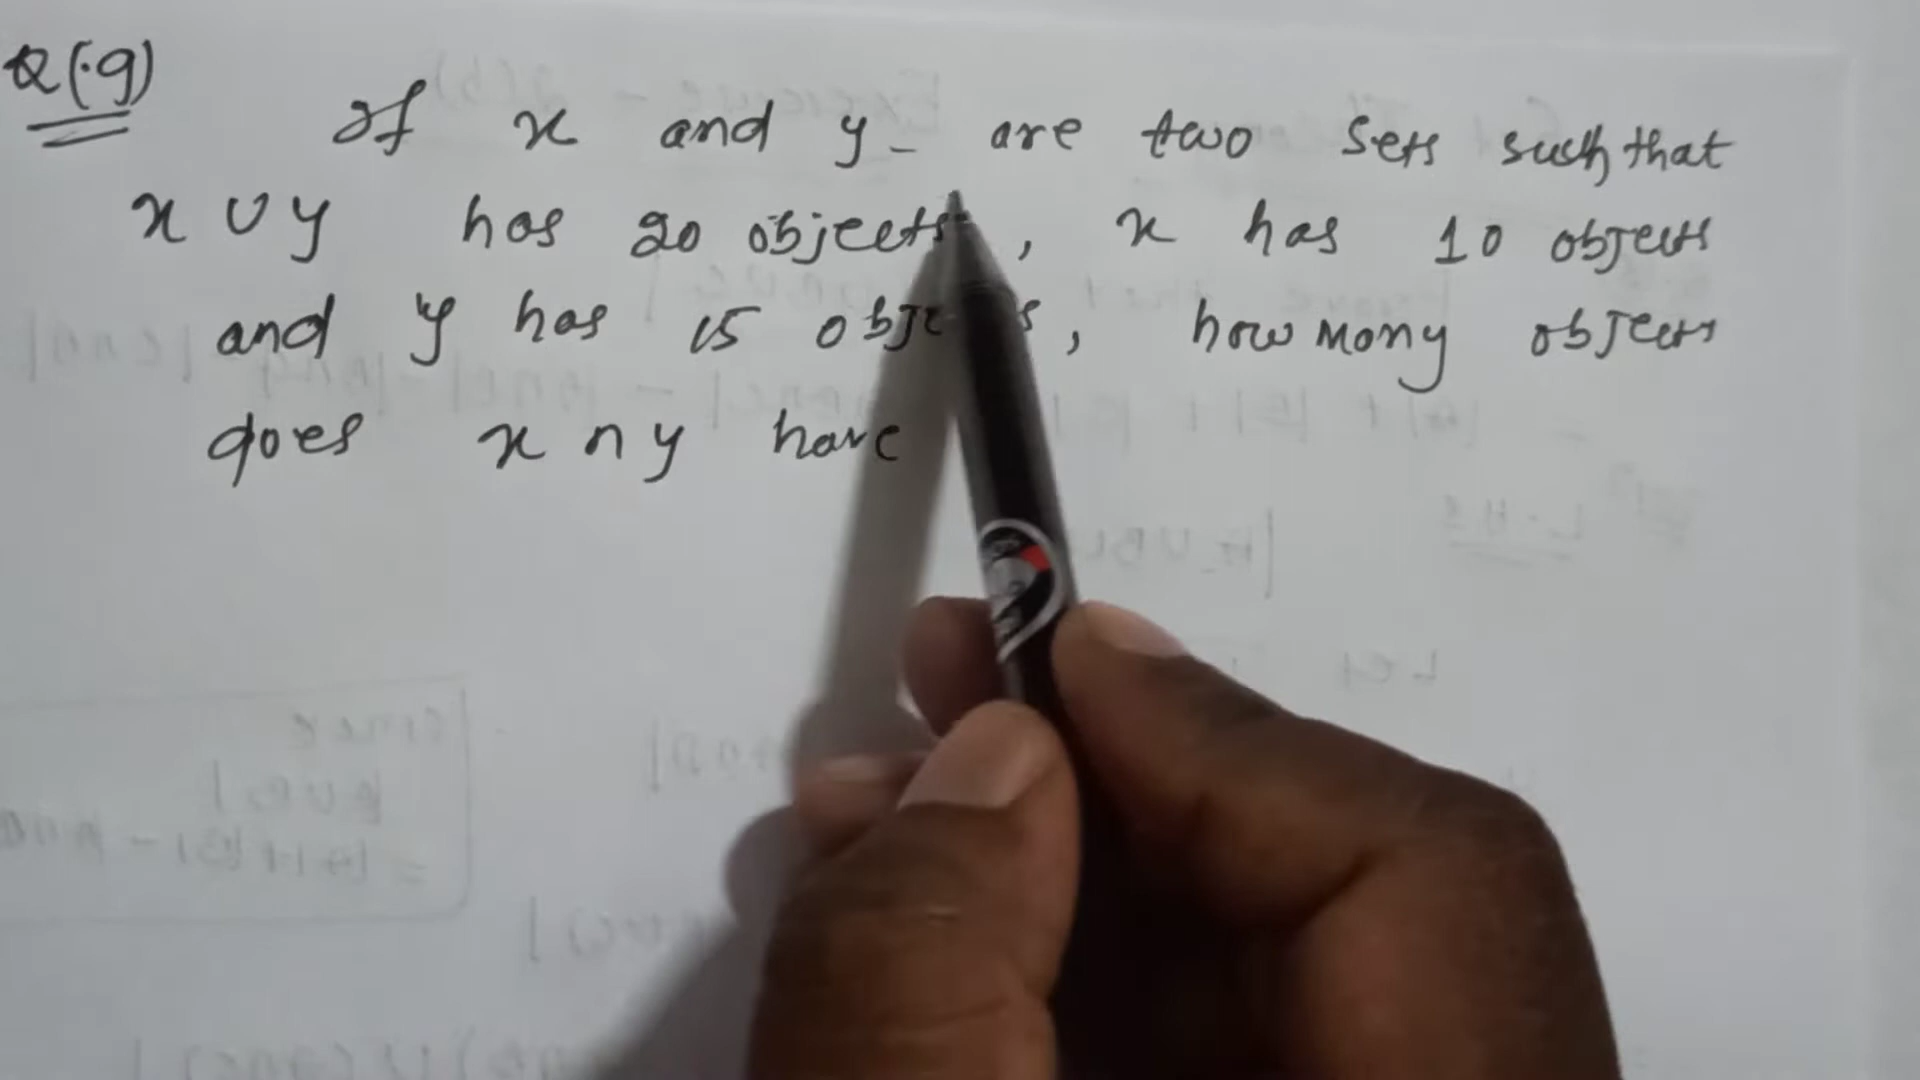 Q(.9)
If x and y are two sets such that
x ∪ y has 20 objects, x has 10 objects
and y has 15 objects, how many objects
does x ∩ y have